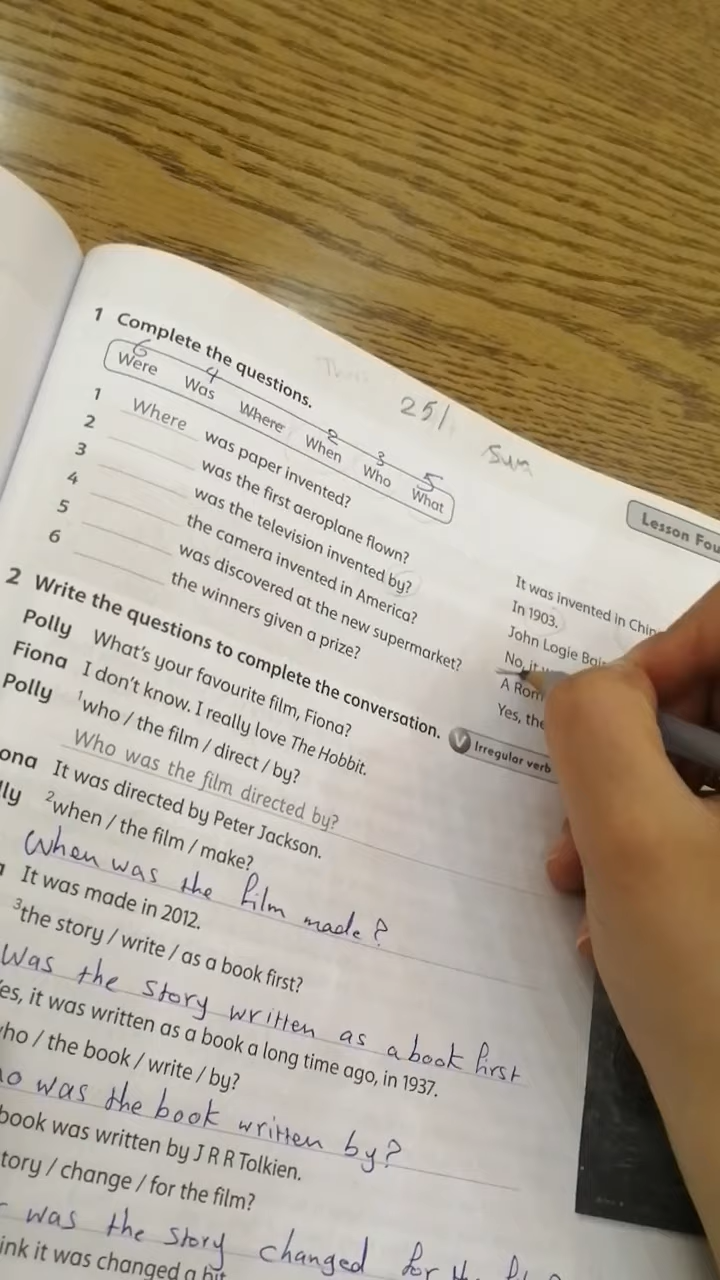 1 Complete the questions.
6 4 2 3 5
Were Was Where When Who What
25/
Sun
Lesson Fou
1 Where was paper invented?
2 was the first aeroplane flown?
3 was the television invented by?
4 the camera invented in America?
5 was discovered at the new supermarket?
6 the winners given a prize?
It was invented in Chin
In 1903.
John Logie Bai
No, it w
A Rom
Yes, the
2 Write the questions to complete the conversation.
Irregular verb
Polly What's your favourite film, Fiona?
Fiona I don't know. I really love The Hobbit.
Polly 1who / the film / direct / by?
Who was the film directed by?
ona It was directed by Peter Jackson.
lly 2when / the film / make?
When was the film made?
a It was made in 2012.
3the story / write / as a book first?
Was the story written as a book first
es, it was written as a book a long time ago, in 1937.
ho / the book / write / by?
o was the book written by?
book was written by J R R Tolkien.
tory / change / for the film?
was the story changed for the
ink it was changed a bit